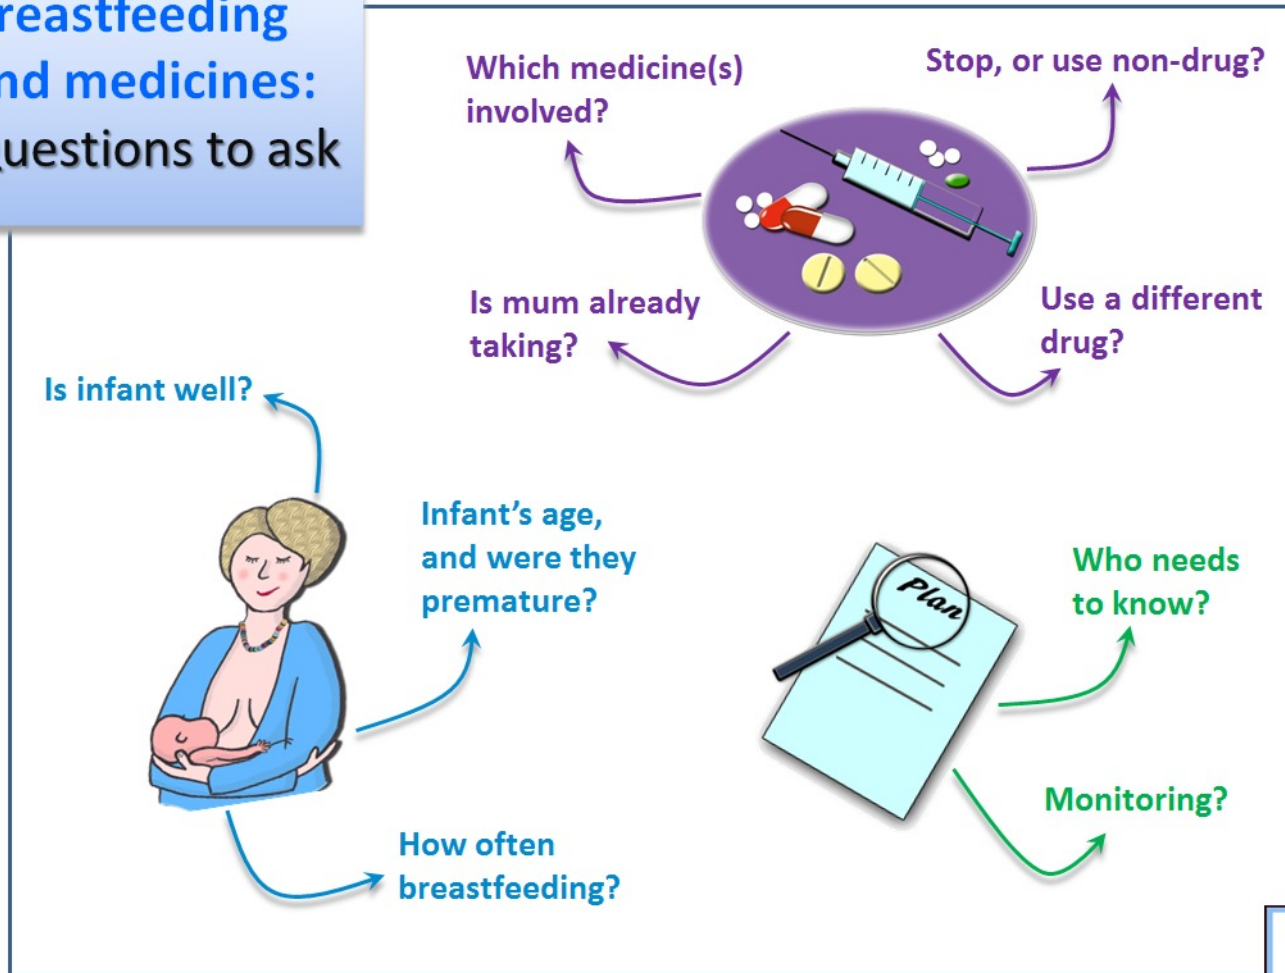 reastfeeding
nd medicines:
uestions to ask
Which medicine(s)
involved?
Stop, or use non-drug?
Is mum already
taking?
Use a different
drug?
Is infant well?
Infant's age,
and were they
premature?
How often
breastfeeding?
Plan
Who needs
to know?
Monitoring?